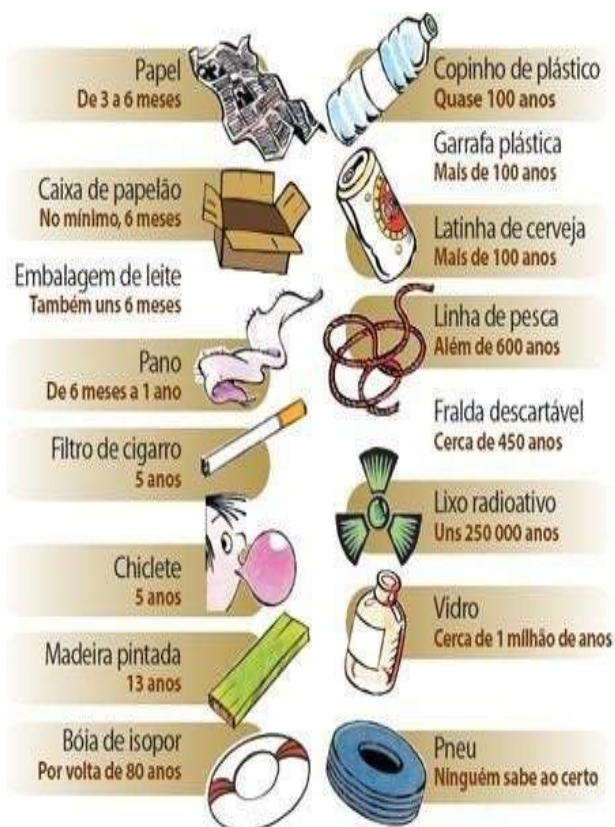 Papel
De 3 a 6 meses
Caixa de papelão
No mínimo, 6 meses
Embalagem de leite
Também uns 6 meses
Pano
De 6 meses a 1 ano
Filtro de cigarro
5 anos
Chiclete
5 anos
Madeira pintada
13 anos
Bóia de isopor
Por volta de 80 anos
Copinho de plástico
Quase 100 anos
Garrafa plástica
Mais de 100 anos
Latinha de cerveja
Mais de 100 anos
Linha de pesca
Além de 600 anos
Fralda descartável
Cerca de 450 anos
Lixo radioativo
Uns 250 000 anos
Vidro
Cerca de 1 milhão de anos
Pneu
Ninguém sabe ao certo